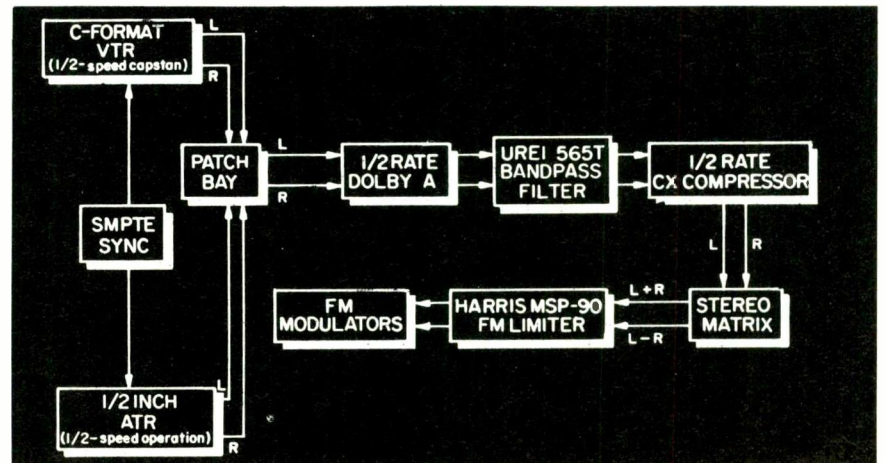 C-FORMAT
VTR
(1/2-speed capstan)
L
R
PATCH
BAY
L
R
1/2 RATE
DOLBY A
UREI 565T
BANDPASS
FILTER
1/2 RATE
CX COMPRESSOR
SMPTE
SYNC
L
R
FM
MODULATORS
HARRIS MSP-90
FM LIMITER
L+R
L-R
STEREO
MATRIX
1/2 INCH
ATR
(1/2-speed operation)
L
R